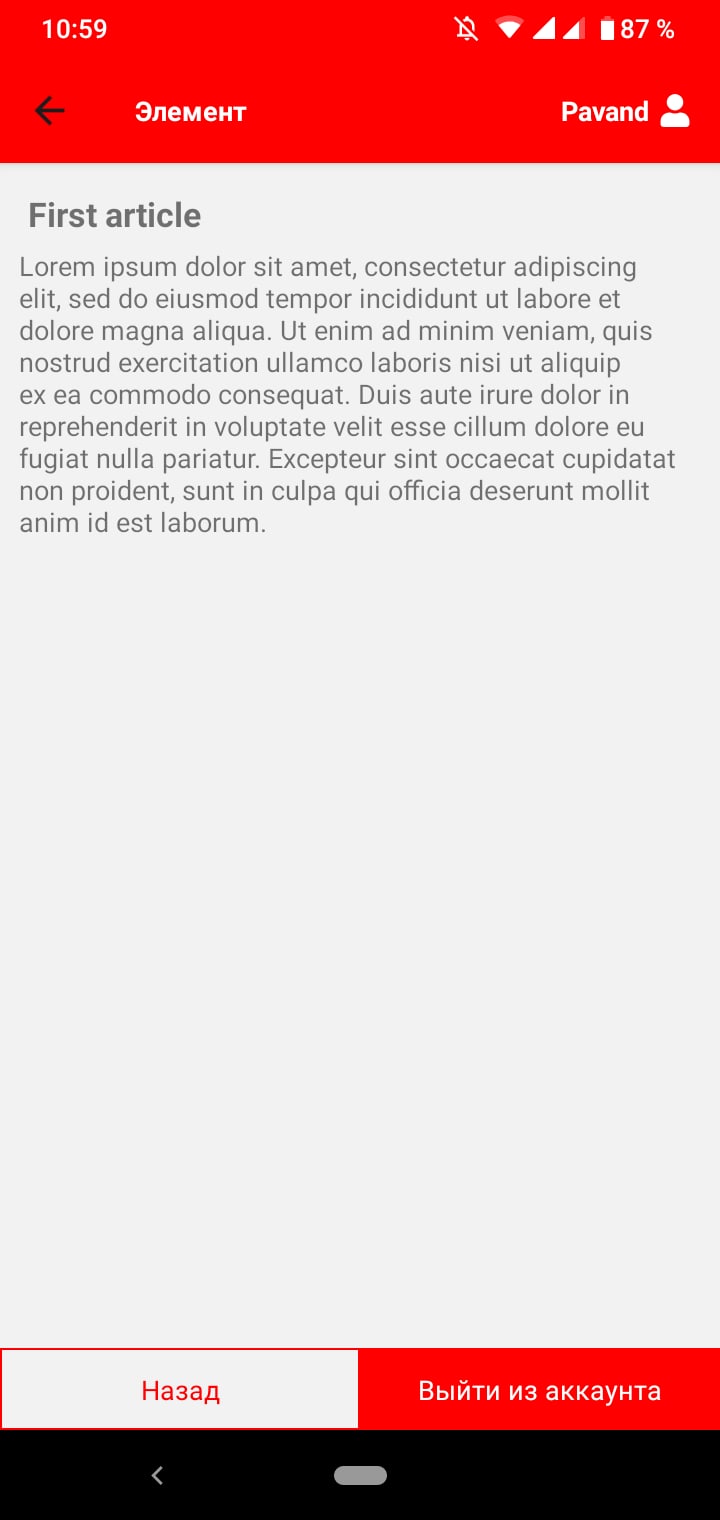 10:59
87 %
Элемент
Pavand
First article
Lorem ipsum dolor sit amet, consectetur adipiscing
elit, sed do eiusmod tempor incididunt ut labore et
dolore magna aliqua. Ut enim ad minim veniam, quis
nostrud exercitation ullamco laboris nisi ut aliquip
ex ea commodo consequat. Duis aute irure dolor in
reprehenderit in voluptate velit esse cillum dolore eu
fugiat nulla pariatur. Excepteur sint occaecat cupidatat
non proident, sunt in culpa qui officia deserunt mollit
anim id est laborum.
Назад
Выйти из аккаунта